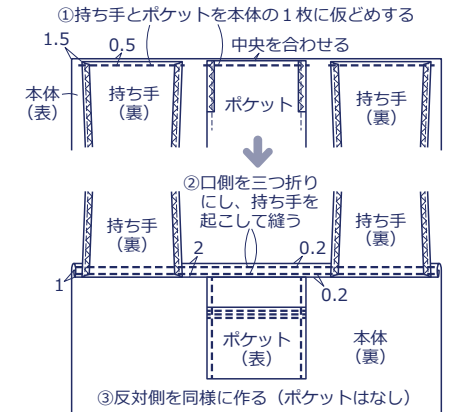 ①持ち手とポケットを本体の１枚に仮どめする
1.5
0.5
中央を合わせる
本体
（表）
持ち手
（裏）
ポケット
持ち手
（裏）
②口側を三つ折り
にし、持ち手を
起こして縫う
持ち手
（裏）
持ち手
（裏）
2
0.2
1
0.2
ポケット
（表）
本体
（裏）
③反対側を同様に作る（ポケットはなし）